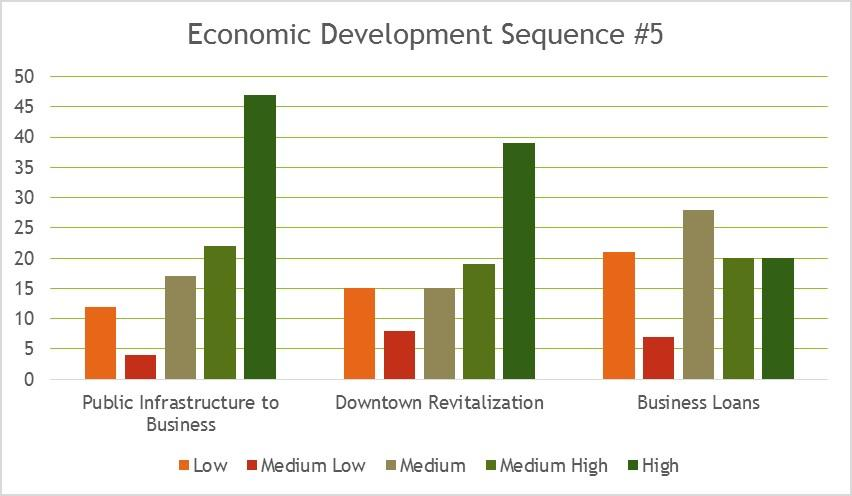 Economic Development Sequence #5
50
45
40
35
30
25
20
15
10
5
0
Public Infrastructure to
Business
Downtown Revitalization
Business Loans
Low
Medium Low
Medium
Medium High
High